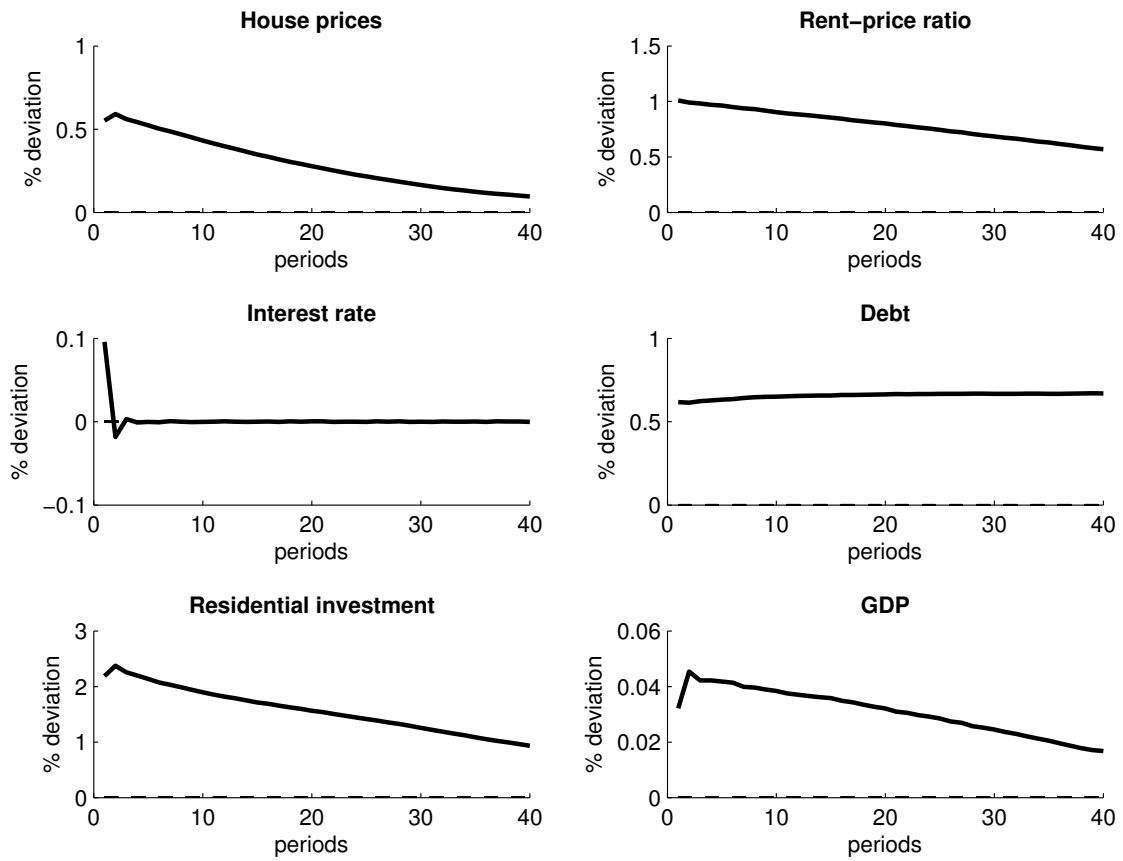 House prices
1
0.5
0
% deviation
0 10 20 30 40
periods
Rent−price ratio
1.5
1
0.5
0
% deviation
0 10 20 30 40
periods
Interest rate
0.1
0
−0.1
% deviation
0 10 20 30 40
periods
Debt
1
0.5
0
% deviation
0 10 20 30 40
periods
Residential investment
3
2
1
0
% deviation
0 10 20 30 40
periods
GDP
0.06
0.04
0.02
0
% deviation
0 10 20 30 40
periods